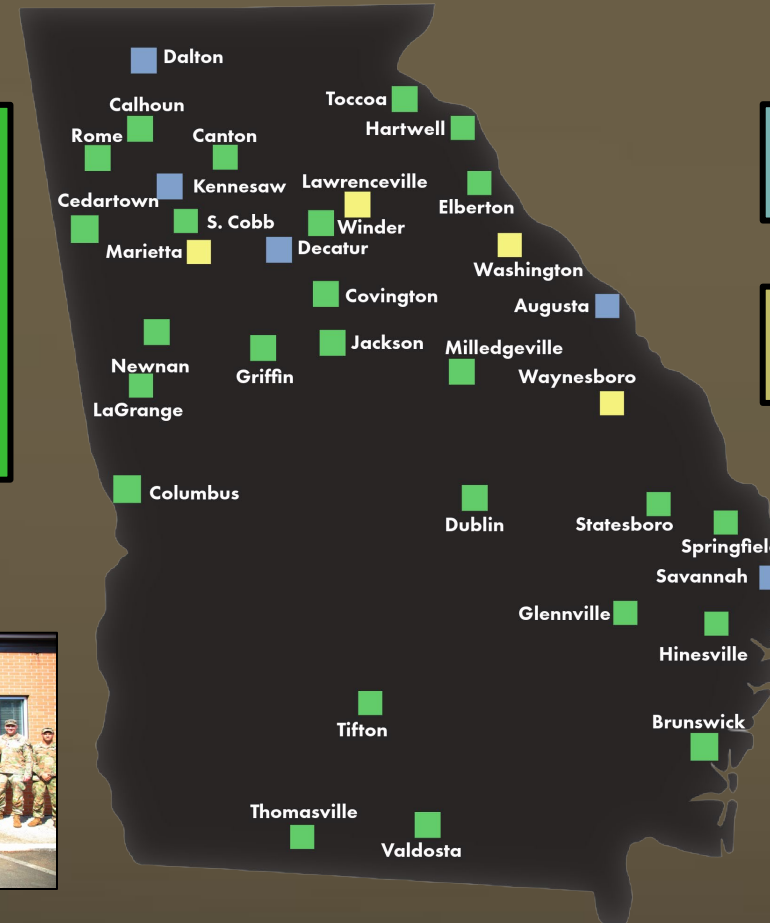 Dalton
Calhoun
Toccoa
Rome
Canton
Hartwell
Kennesaw
Lawrenceville
Cedartown
Elberton
S. Cobb
Winder
Marietta
Decatur
Washington
Covington
Augusta
Jackson
Milledgeville
Newnan
Griffin
Waynesboro
LaGrange
Columbus
Dublin
Statesboro
Springfiel
Savannah
Glennville
Hinesville
Brunswick
Tifton
Thomasville
Valdosta